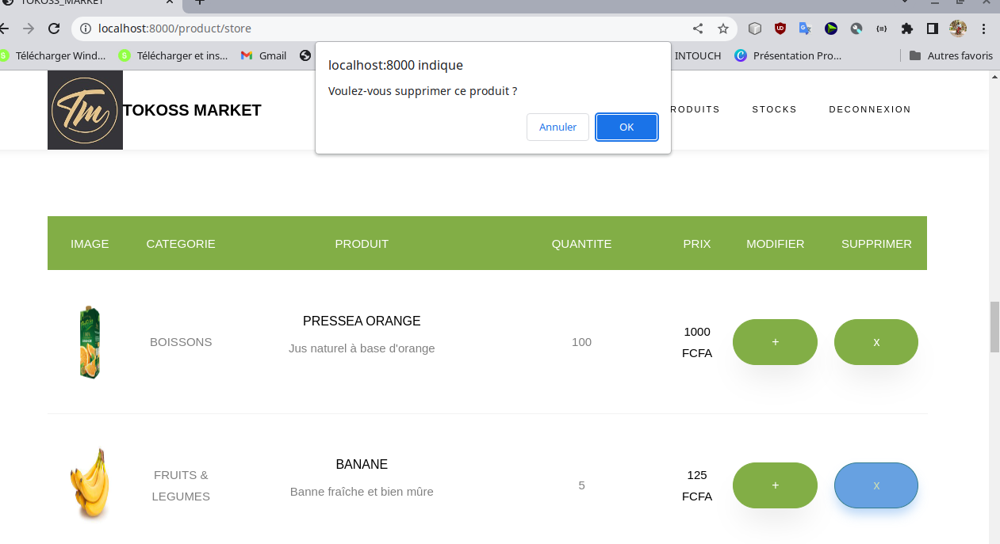 TOKOSS_MARKET
localhost:8000/product/store
Télécharger Wind... Télécharger et ins... Gmail INTOUCH Présentation Pro... Autres favoris
localhost:8000 indique
Voulez-vous supprimer ce produit ?
Annuler OK
Tm TOKOSS MARKET RODUITS STOCKS DECONNEXION
IMAGE CATEGORIE PRODUIT QUANTITE PRIX MODIFIER SUPPRIMER
PRESSEA ORANGE
Jus naturel à base d'orange
BOISSONS
100
1000
FCFA
+
x
BANANE
Banne fraîche et bien mûre
FRUITS &
LEGUMES
5
125
FCFA
+
x